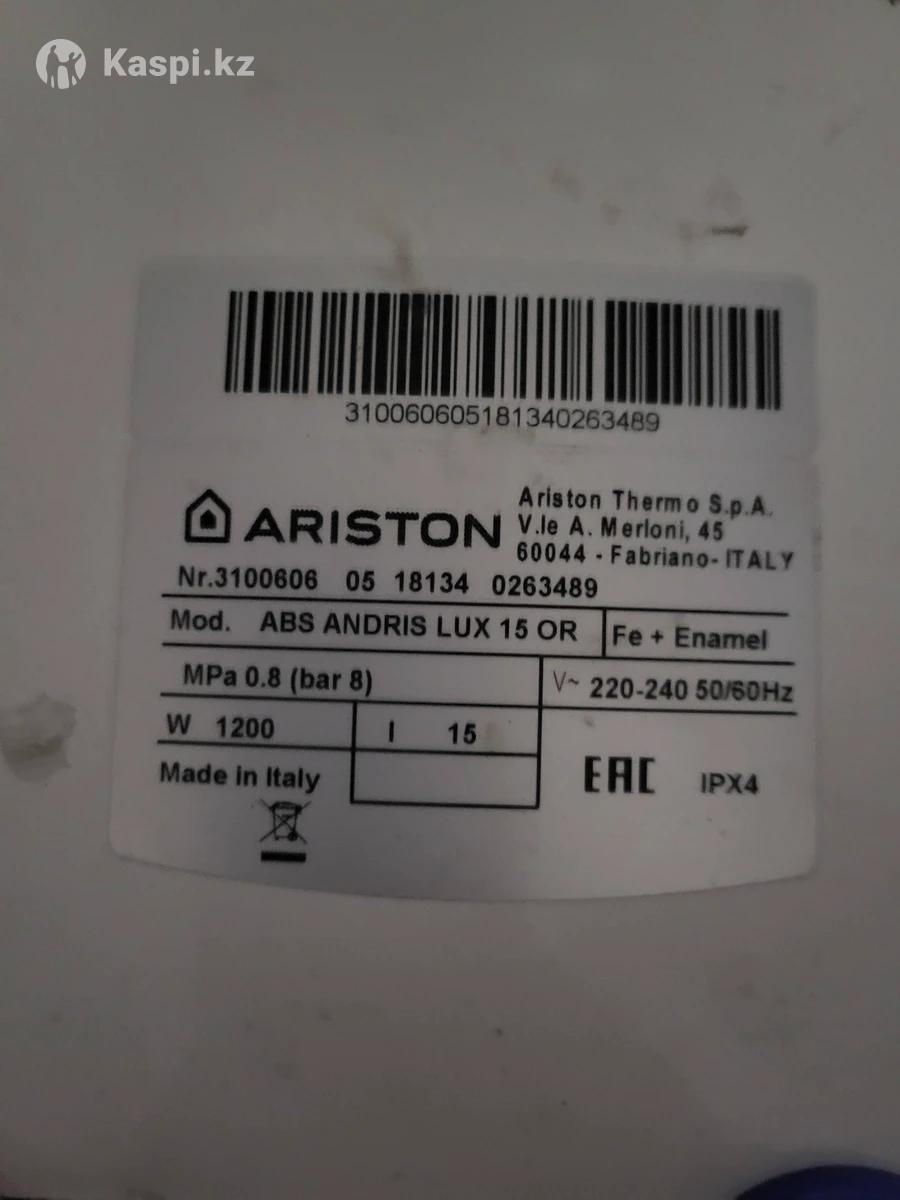 Kaspi.kz
310060605181340263489
ARISTON
Ariston Thermo S.p.A.
V.le A. Merloni, 45
60044 - Fabriano- ITALY
Nr.3100606 05 18134 0263489
Mod. ABS ANDRIS LUX 15 OR Fe + Enamel
MPa 0.8 (bar 8) V~ 220-240 50/60Hz
W 1200 l 15
Made in Italy EAC IPX4